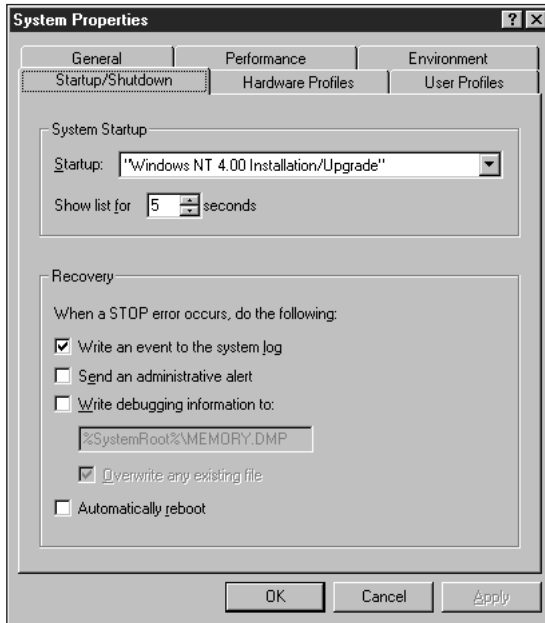 System Properties
General Performance Environment
Startup/Shutdown Hardware Profiles User Profiles
System Startup
Startup: "Windows NT 4.00 Installation/Upgrade"
Show list for 5 seconds
Recovery
When a STOP error occurs, do the following:
Write an event to the system log
Send an administrative alert
Write debugging information to:
%SystemRoot%\MEMORY.DMP
Overwrite any existing file
Automatically reboot
OK Cancel Apply